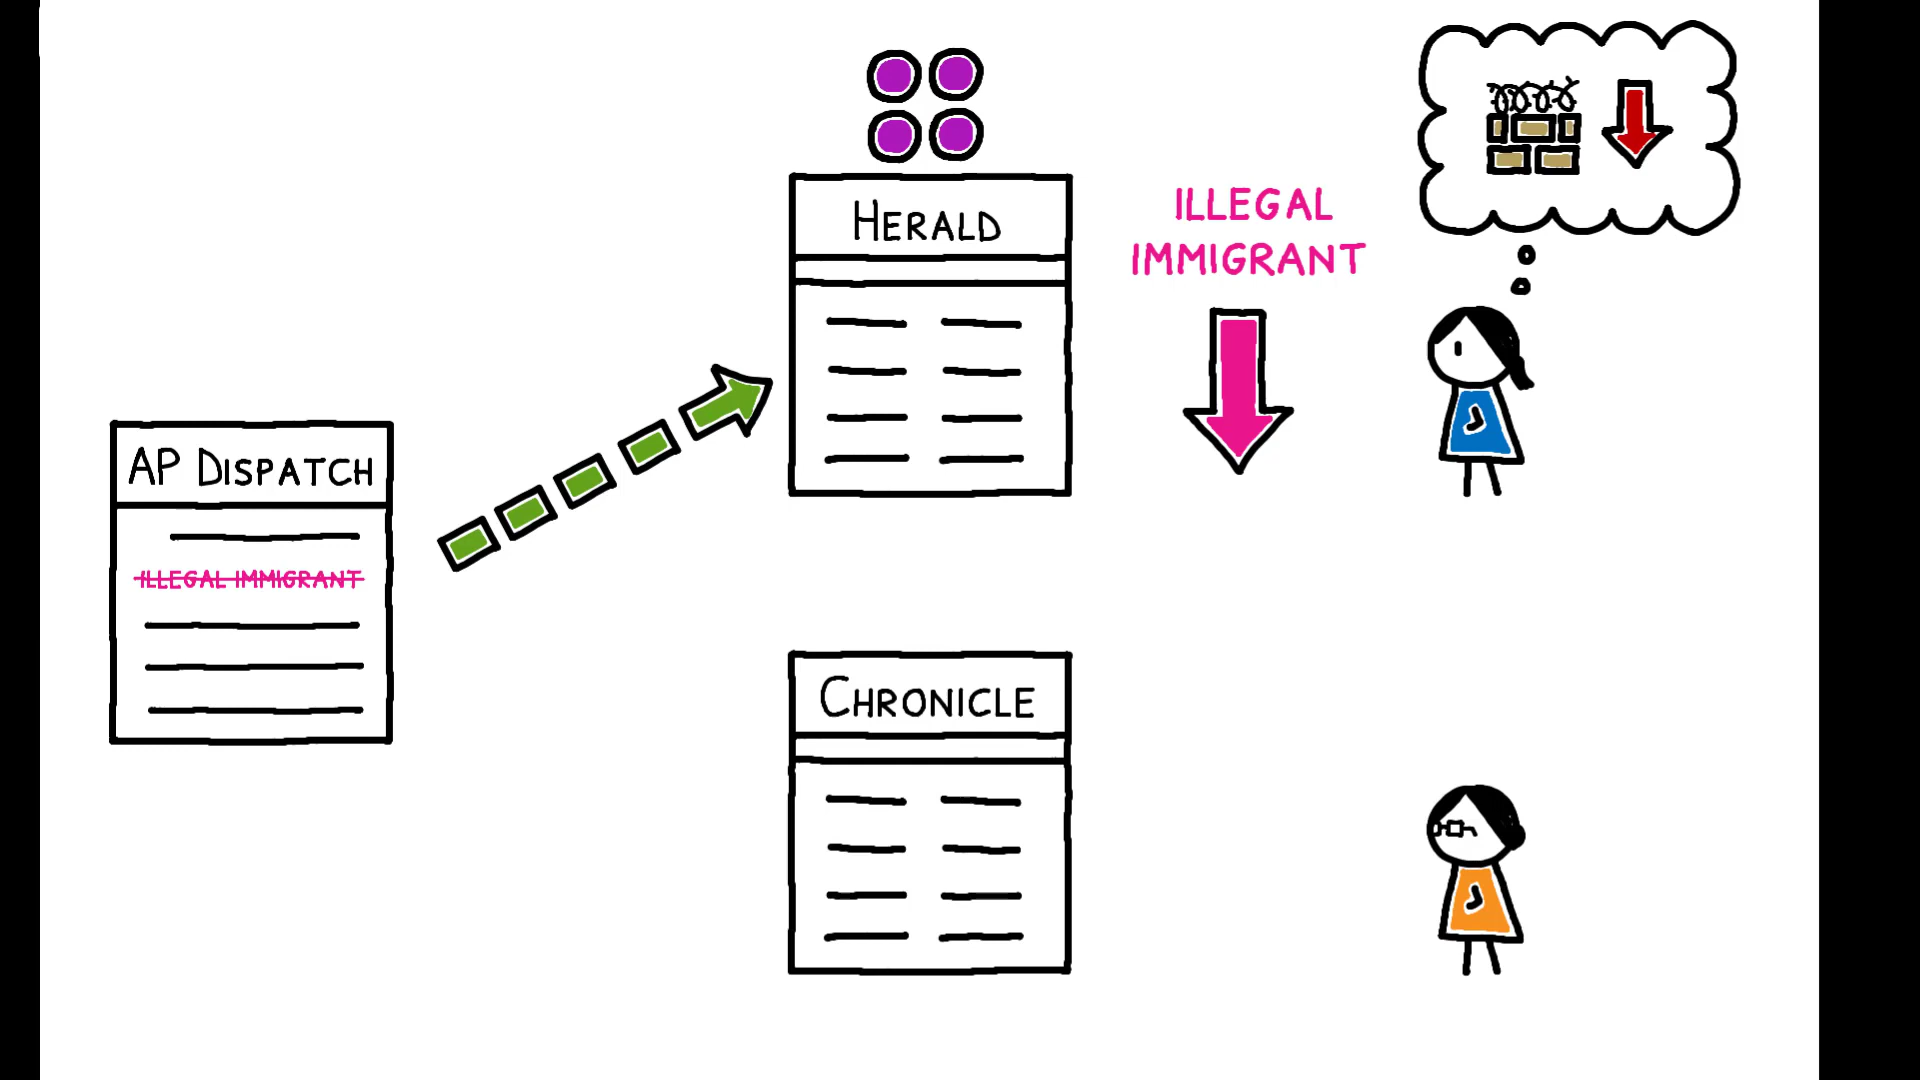 HERALD
ILLEGAL
IMMIGRANT
AP DISPATCH
ILLEGAL IMMIGRANT
CHRONICLE